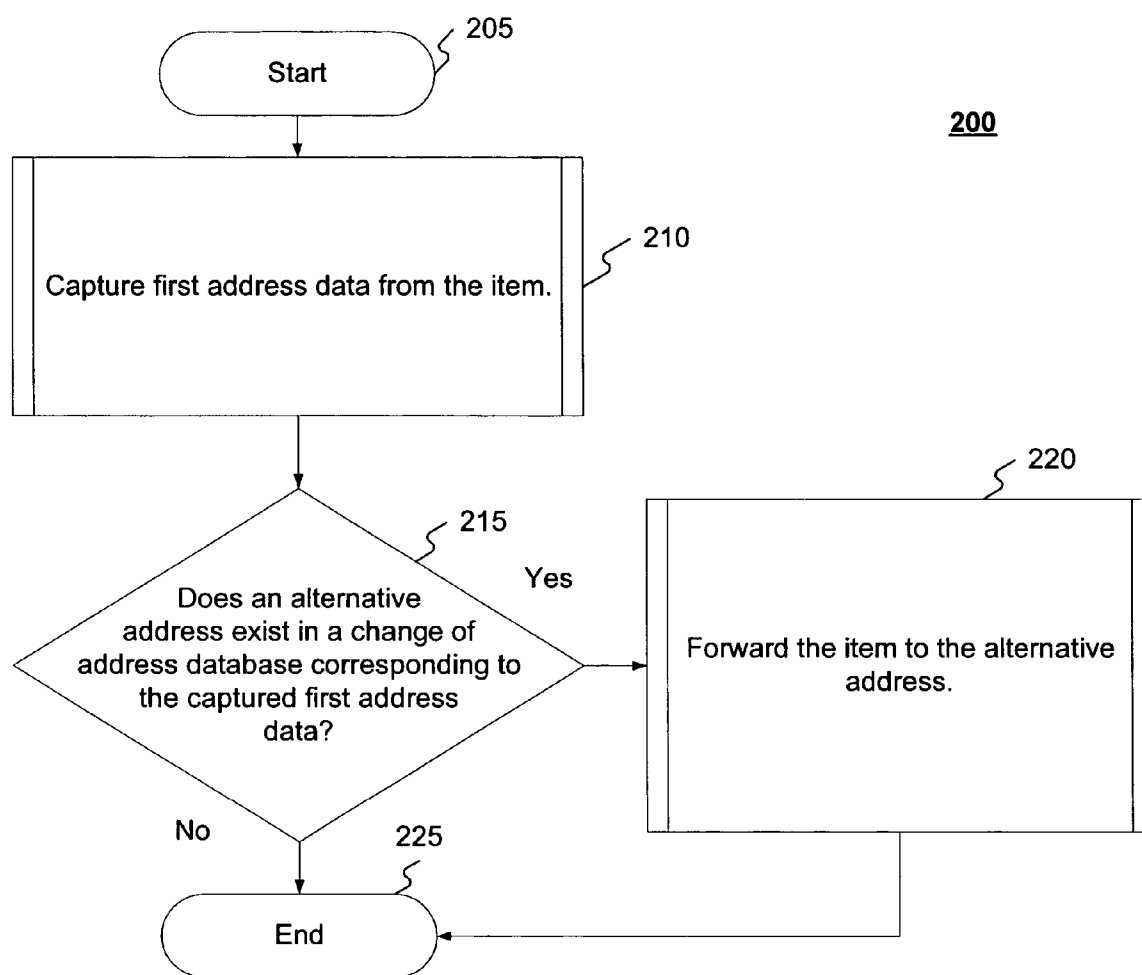 205
Start
200
210
Capture first address data from the item.
220
215
Yes
Does an alternative
address exist in a change of
address database corresponding to
the captured first address
data?
Forward the item to the alternative
address.
No
225
End